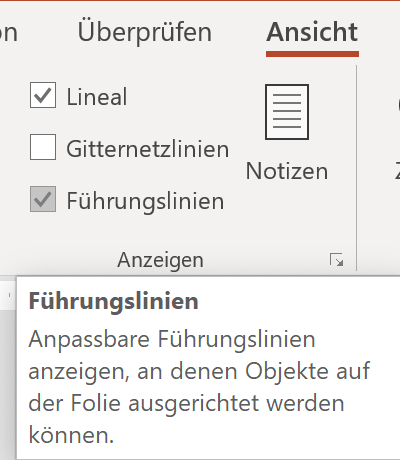 Überprüfen Ansicht
Lineal
Gitternetzlinien
Führungslinien
Notizen
Anzeigen
Führungslinien
Anpassbare Führungslinien
anzeigen, an denen Objekte auf
der Folie ausgerichtet werden
können.